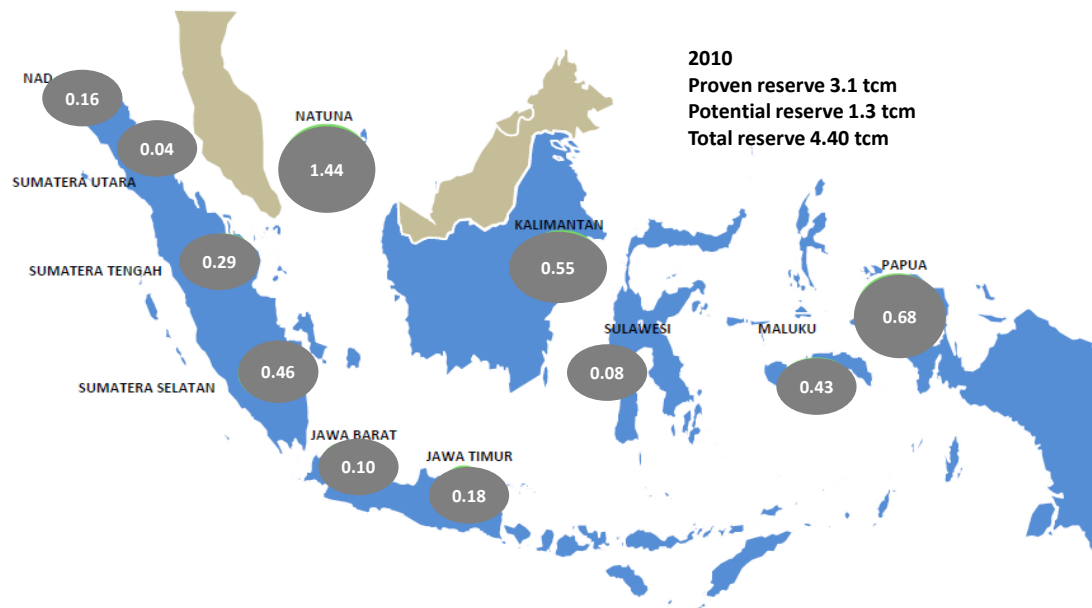 2010
Proven reserve 3.1 tcm
Potential reserve 1.3 tcm
Total reserve 4.40 tcm
NAD
0.16
0.04
SUMATERA UTARA
NATUNA
1.44
0.29
SUMATERA TENGAH
KALIMANTAN
0.55
PAPUA
0.68
SULAWESI
0.08
MALUKU
0.43
0.46
SUMATERA SELATAN
JAWA BARAT
0.10
JAWA TIMUR
0.18